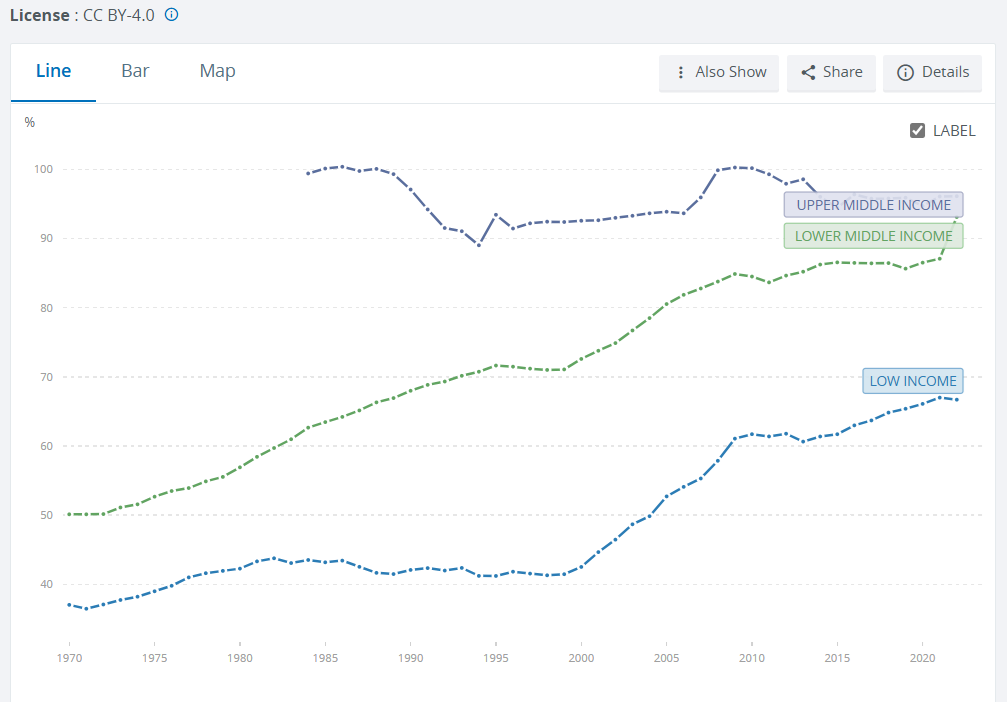 License : CC BY-4.0
Line Bar Map Also Show Share Details
%
LABEL
100
UPPER MIDDLE INCOME
90
LOWER MIDDLE INCOME
80
70
LOW INCOME
60
50
40
1970 1975 1980 1985 1990 1995 2000 2005 2010 2015 2020